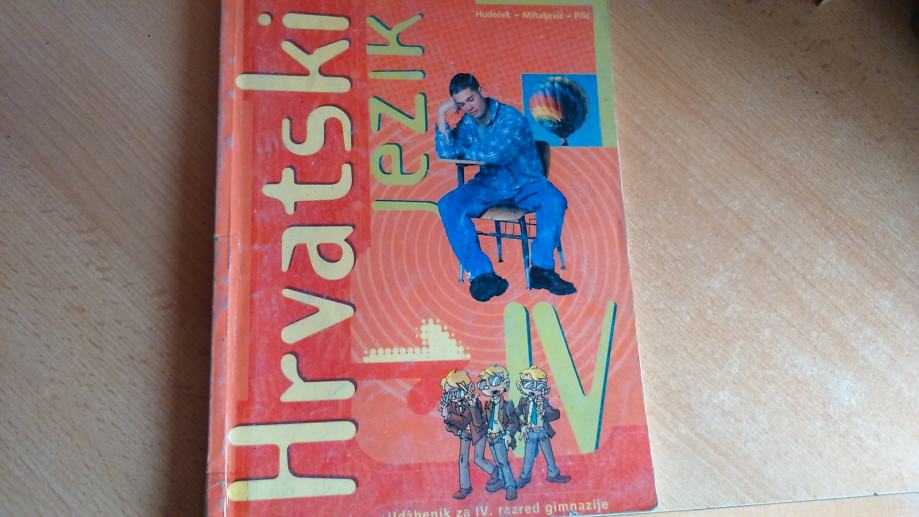 Hudeček – Mihaljević – Pilić
Hrvatski
Jezik
IV
Udžbenik za IV. razred gimnazije